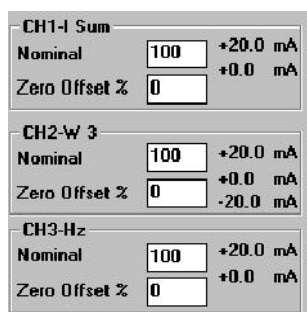 CH1-I Sum
Nominal 100 +20.0 mA
+0.0 mA
Zero Offset % 0
CH2-W 3
Nominal 100 +20.0 mA
+0.0 mA
Zero Offset % 0 -20.0 mA
CH3-Hz
Nominal 100 +20.0 mA
+0.0 mA
Zero Offset % 0